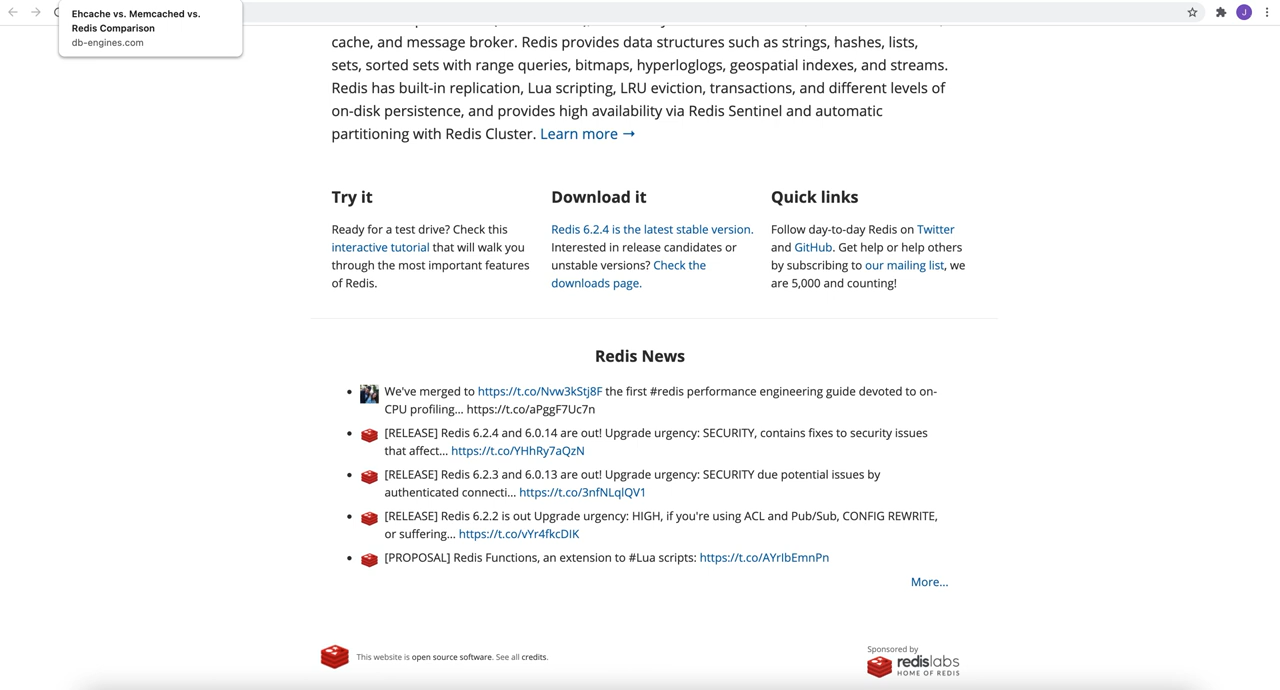 Ehcache vs. Memcached vs.
Redis Comparison
db-engines.com
J
cache, and message broker. Redis provides data structures such as strings, hashes, lists,
sets, sorted sets with range queries, bitmaps, hyperloglogs, geospatial indexes, and streams.
Redis has built-in replication, Lua scripting, LRU eviction, transactions, and different levels of
on-disk persistence, and provides high availability via Redis Sentinel and automatic
partitioning with Redis Cluster. Learn more →
Try it
Ready for a test drive? Check this
interactive tutorial that will walk you
through the most important features
of Redis.
Download it
Redis 6.2.4 is the latest stable version.
Interested in release candidates or
unstable versions? Check the
downloads page.
Quick links
Follow day-to-day Redis on Twitter
and GitHub. Get help or help others
by subscribing to our mailing list, we
are 5,000 and counting!
Redis News
We've merged to https://t.co/Nvw3kStj8F the first #redis performance engineering guide devoted to on-
CPU profiling... https://t.co/aPggF7Uc7n
[RELEASE] Redis 6.2.4 and 6.0.14 are out! Upgrade urgency: SECURITY, contains fixes to security issues
that affect... https://t.co/YHhRy7aQzN
[RELEASE] Redis 6.2.3 and 6.0.13 are out! Upgrade urgency: SECURITY due potential issues by
authenticated connecti... https://t.co/3nfNLqlQV1
[RELEASE] Redis 6.2.2 is out Upgrade urgency: HIGH, if you're using ACL and Pub/Sub, CONFIG REWRITE,
or suffering... https://t.co/vYr4fkcDIK
[PROPOSAL] Redis Functions, an extension to #Lua scripts: https://t.co/AYrIbEmnPn
More...
This website is open source software. See all credits.
Sponsored by
redislabs
HOME OF REDIS